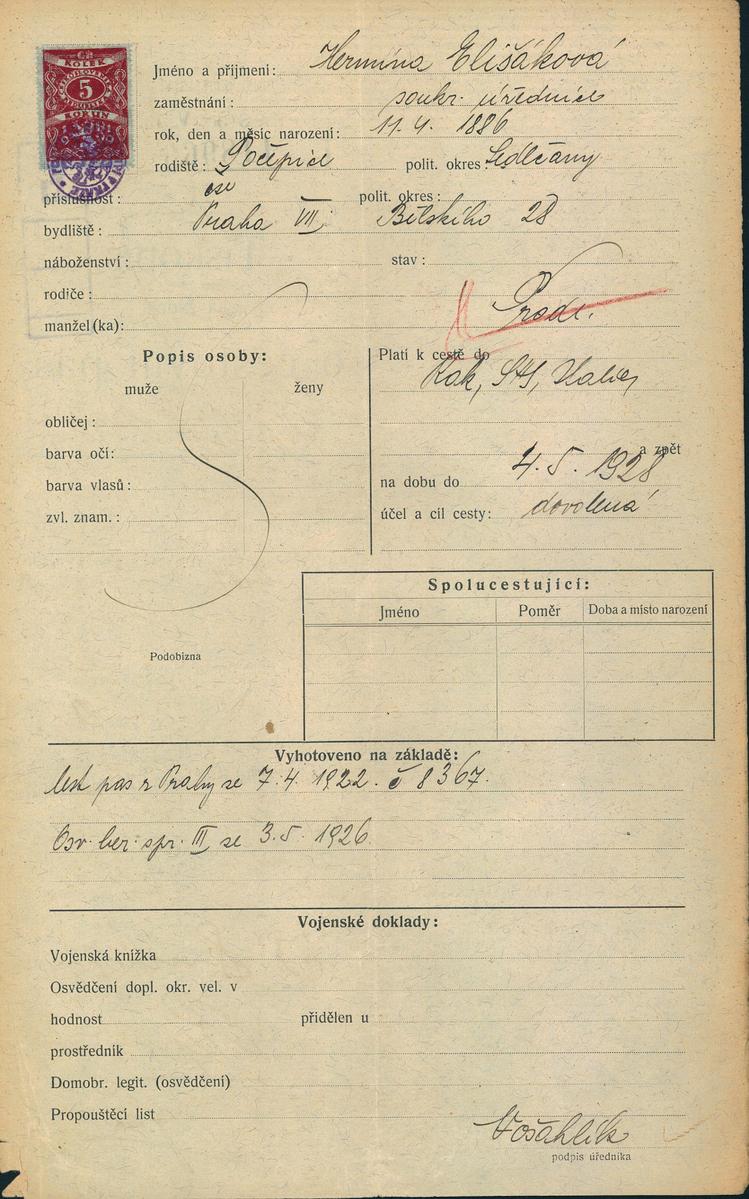 KOLEK
5
KORUN
Jméno a příjmení: Hermína Elišáková
zaměstnání: soukr. úřednice
rok, den a měsíc narození: 11.4. 1886
rodiště: Počepice polit. okres: Sedlčany
příslušnost: čsl polit. okres:
bydliště: Praha VII Bělského 28
náboženství: stav:
rodiče:
manžel(ka):
Popis osoby:
muže ženy
obličej:
barva očí:
barva vlasů:
zvl. znam.:
Platí k cestě do
Rak, SHS, Italie,
a zpět
na dobu do 4.5. 1928
účel a cíl cesty: dovolená
Spolucestující:
Jméno Poměr Doba a místo narození
Podobizna
Vyhotoveno na základě:
cest pas z Prahy ze 7.4. 1922. č 8367.
Osv. ber. spr. III ze 3.5. 1926
Vojenské doklady:
Vojenská knížka
Osvědčení dopl. okr. vel. v
hodnost přidělen u
prostředník
Domobr. legit. (osvědčení)
Propouštěcí list
Vošahlík
podpis úředníka